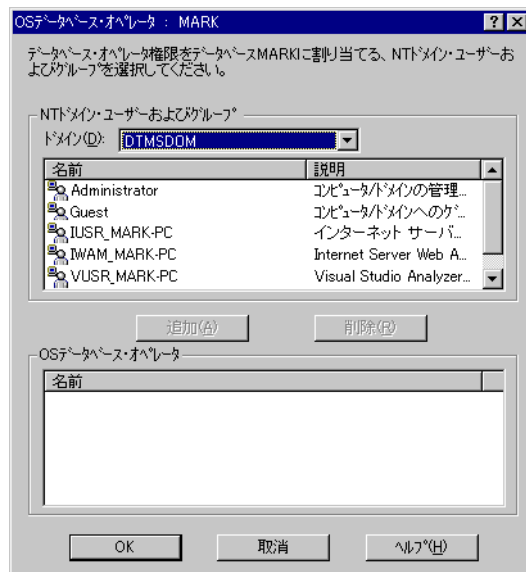 OSﾃﾞｰﾀﾍﾞｰｽ・ｵﾍﾟﾚｰﾀ : MARK
ﾃﾞｰﾀﾍﾞｰｽ・ｵﾍﾟﾚｰﾀ権限をﾃﾞｰﾀﾍﾞｰｽMARKに割り当てる、NTﾄﾞﾒｲﾝ・ﾕｰｻﾞｰお
よびｸﾞﾙｰﾌﾟを選択してください。
NTﾄﾞﾒｲﾝ・ﾕｰｻﾞｰおよびｸﾞﾙｰﾌﾟ
ﾄﾞﾒｲﾝ(D): DTMSDOM
名前 説明
Administrator ｺﾝﾋﾟｭｰﾀ/ﾄﾞﾒｲﾝの管理...
Guest ｺﾝﾋﾟｭｰﾀ/ﾄﾞﾒｲﾝへのｹﾞ...
IUSR_MARK-PC インターネット サーバ...
IWAM_MARK-PC Internet Server Web A...
VUSR_MARK-PC Visual Studio Analyzer...
追加(A) 削除(R)
OSﾃﾞｰﾀﾍﾞｰｽ・ｵﾍﾟﾚｰﾀ
名前
OK 取消 ﾍﾙﾌﾟ(H)